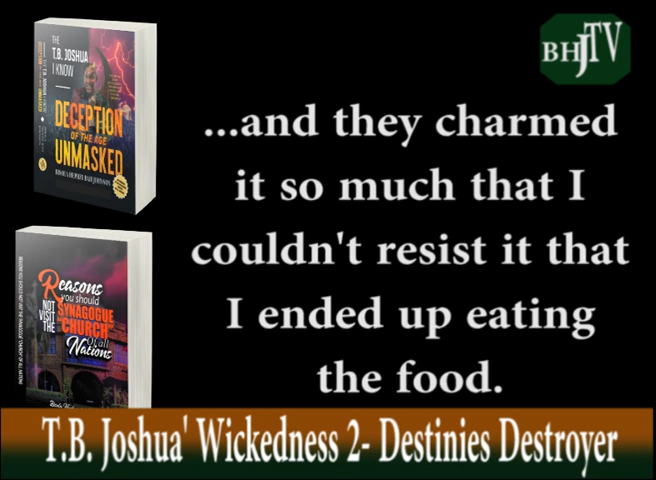 THE
T.B. JOSHUA
I KNOW
DECEPTION
OF THE AGE
UNMASKED
Reasons
you should
NOT
VISIT
THE
SYNAGOGUE
"CHURCH"
Of all
Nations
BHJTV
...and they charmed
it so much that I
couldn't resist it that
I ended up eating
the food.
T.B. Joshua' Wickedness 2- Destinies Destroyer